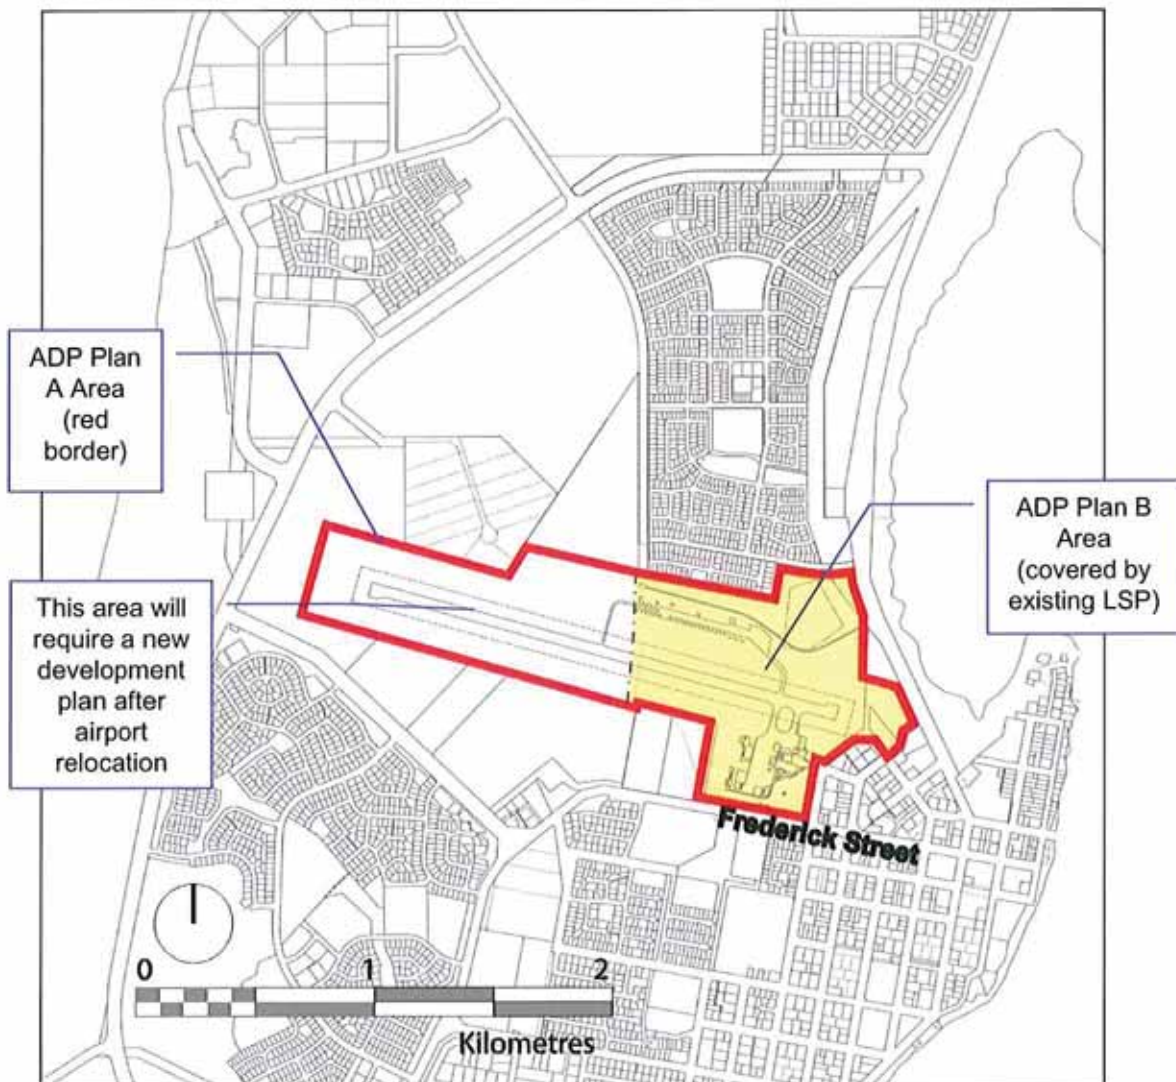 ADP Plan
A Area
(red
border)
This area will
require a new
development
plan after
airport
relocation
ADP Plan B
Area
(covered by
existing LSP)
Frederick Street
0 1 2
Kilometres